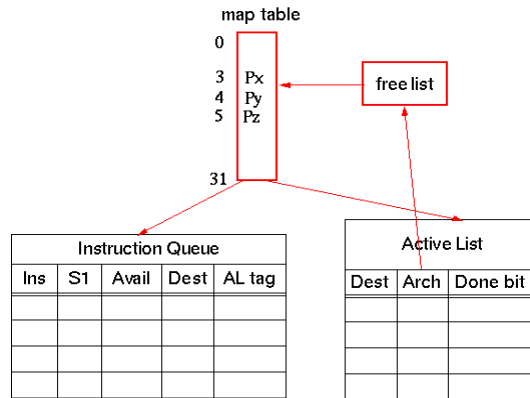 map table
0
3 Px
4 Py
5 Pz
31
free list
Instruction Queue
Ins S1 Avail Dest AL tag
Active List
Dest Arch Done bit